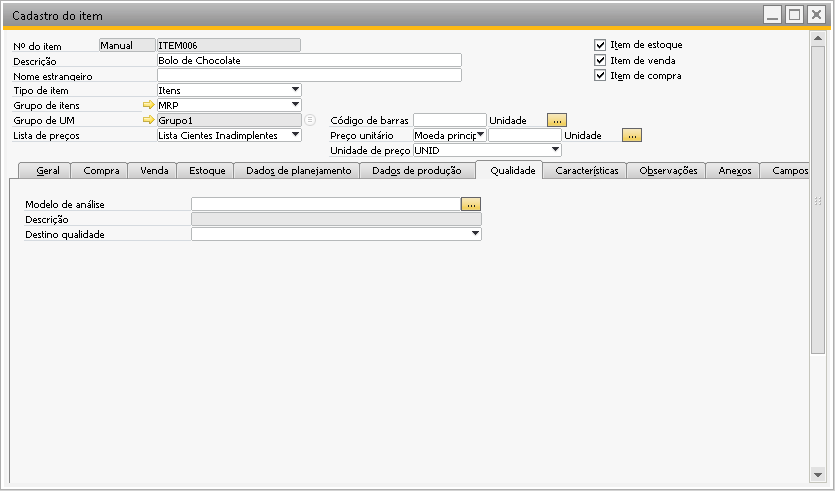 Cadastro do item
Nº do item Manual ITEM006
Item de estoque
Descrição Bolo de Chocolate
Item de venda
Nome estrangeiro
Item de compra
Tipo de item Itens
Grupo de itens MRP
Grupo de UM Grupo1 Código de barras Unidade ...
Lista de preços Lista Cientes Inadimplentes Preço unitário Moeda princip Unidade ...
Unidade de preço UNID
Geral Compra Venda Estoque Dados de planejamento Dados de produção Qualidade Características Observações Anexos Campos
Modelo de análise ...
Descrição
Destino qualidade